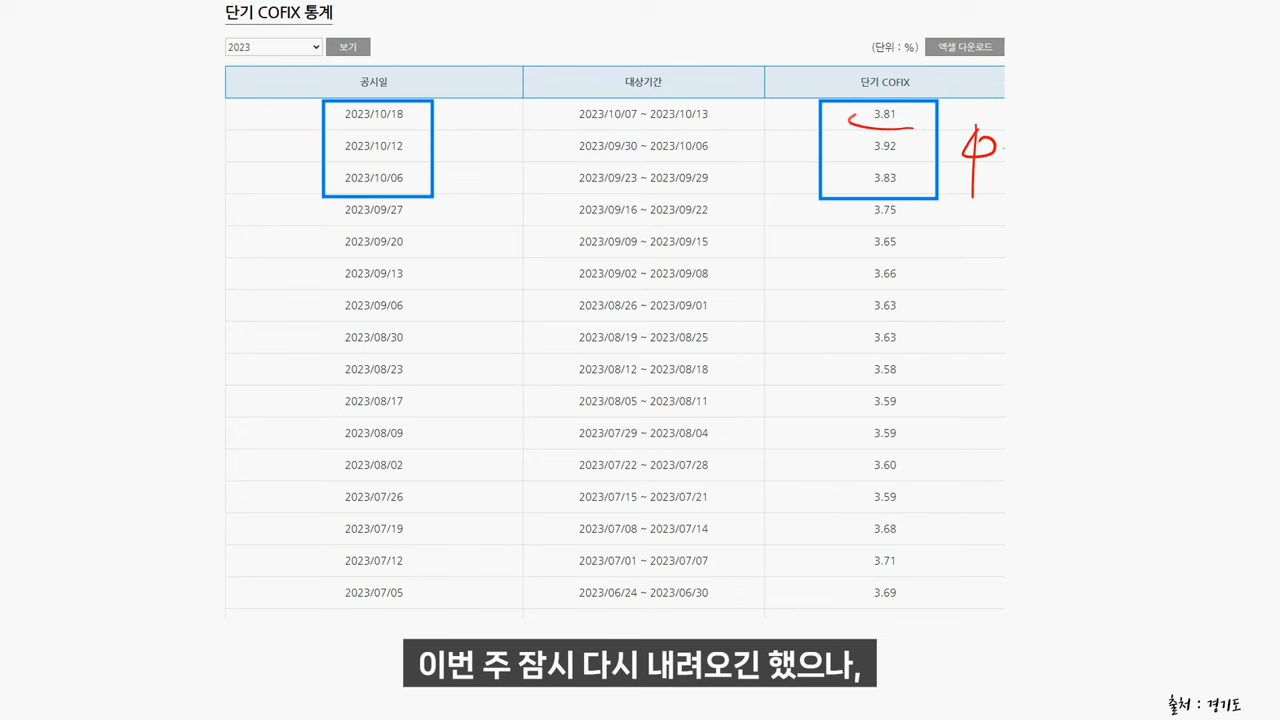 단기 COFIX 통계
2023 보기 (단위 : %) 엑셀 다운로드
공시일 대상기간 단기 COFIX
2023/10/18 2023/10/07 ~ 2023/10/13 3.81
2023/10/12 2023/09/30 ~ 2023/10/06 3.92
2023/10/06 2023/09/23 ~ 2023/09/29 3.83
2023/09/27 2023/09/16 ~ 2023/09/22 3.75
2023/09/20 2023/09/09 ~ 2023/09/15 3.65
2023/09/13 2023/09/02 ~ 2023/09/08 3.66
2023/09/06 2023/08/26 ~ 2023/09/01 3.63
2023/08/30 2023/08/19 ~ 2023/08/25 3.63
2023/08/23 2023/08/12 ~ 2023/08/18 3.58
2023/08/17 2023/08/05 ~ 2023/08/11 3.59
2023/08/09 2023/07/29 ~ 2023/08/04 3.59
2023/08/02 2023/07/22 ~ 2023/07/28 3.60
2023/07/26 2023/07/15 ~ 2023/07/21 3.59
2023/07/19 2023/07/08 ~ 2023/07/14 3.68
2023/07/12 2023/07/01 ~ 2023/07/07 3.71
2023/07/05 2023/06/24 ~ 2023/06/30 3.69
이번 주 잠시 다시 내려오긴 했으나,
출처 : 경기도